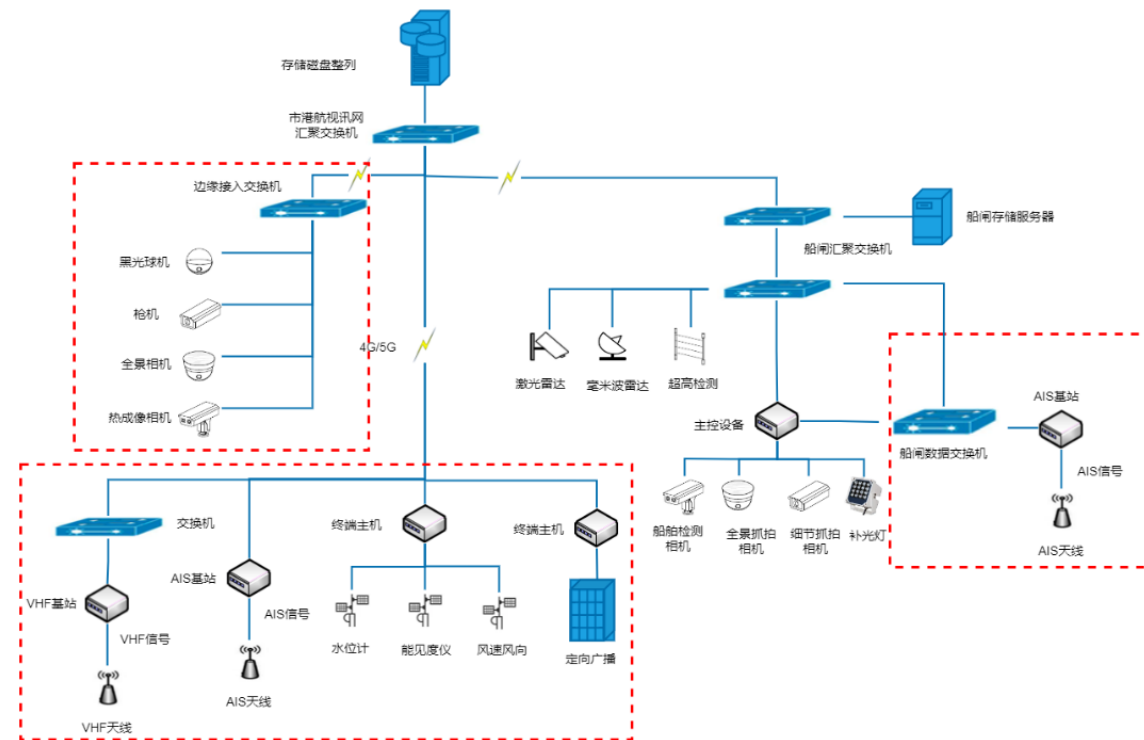 存储磁盘整列
市港航视讯网
汇聚交换机
边缘接入交换机
船闸存储服务器
船闸汇聚交换机
黑光球机
枪机
全景相机
热成像相机
4G/5G
激光雷达
毫米波雷达
超高检测
主控设备
AIS基站
船闸数据交换机
AIS信号
AIS天线
船舶检测
相机
全景抓拍
相机
细节抓拍
相机
补光灯
交换机
终端主机
终端主机
VHF基站
AIS基站
VHF信号
AIS信号
水位计
能见度仪
风速风向
定向广播
AIS天线
VHF天线